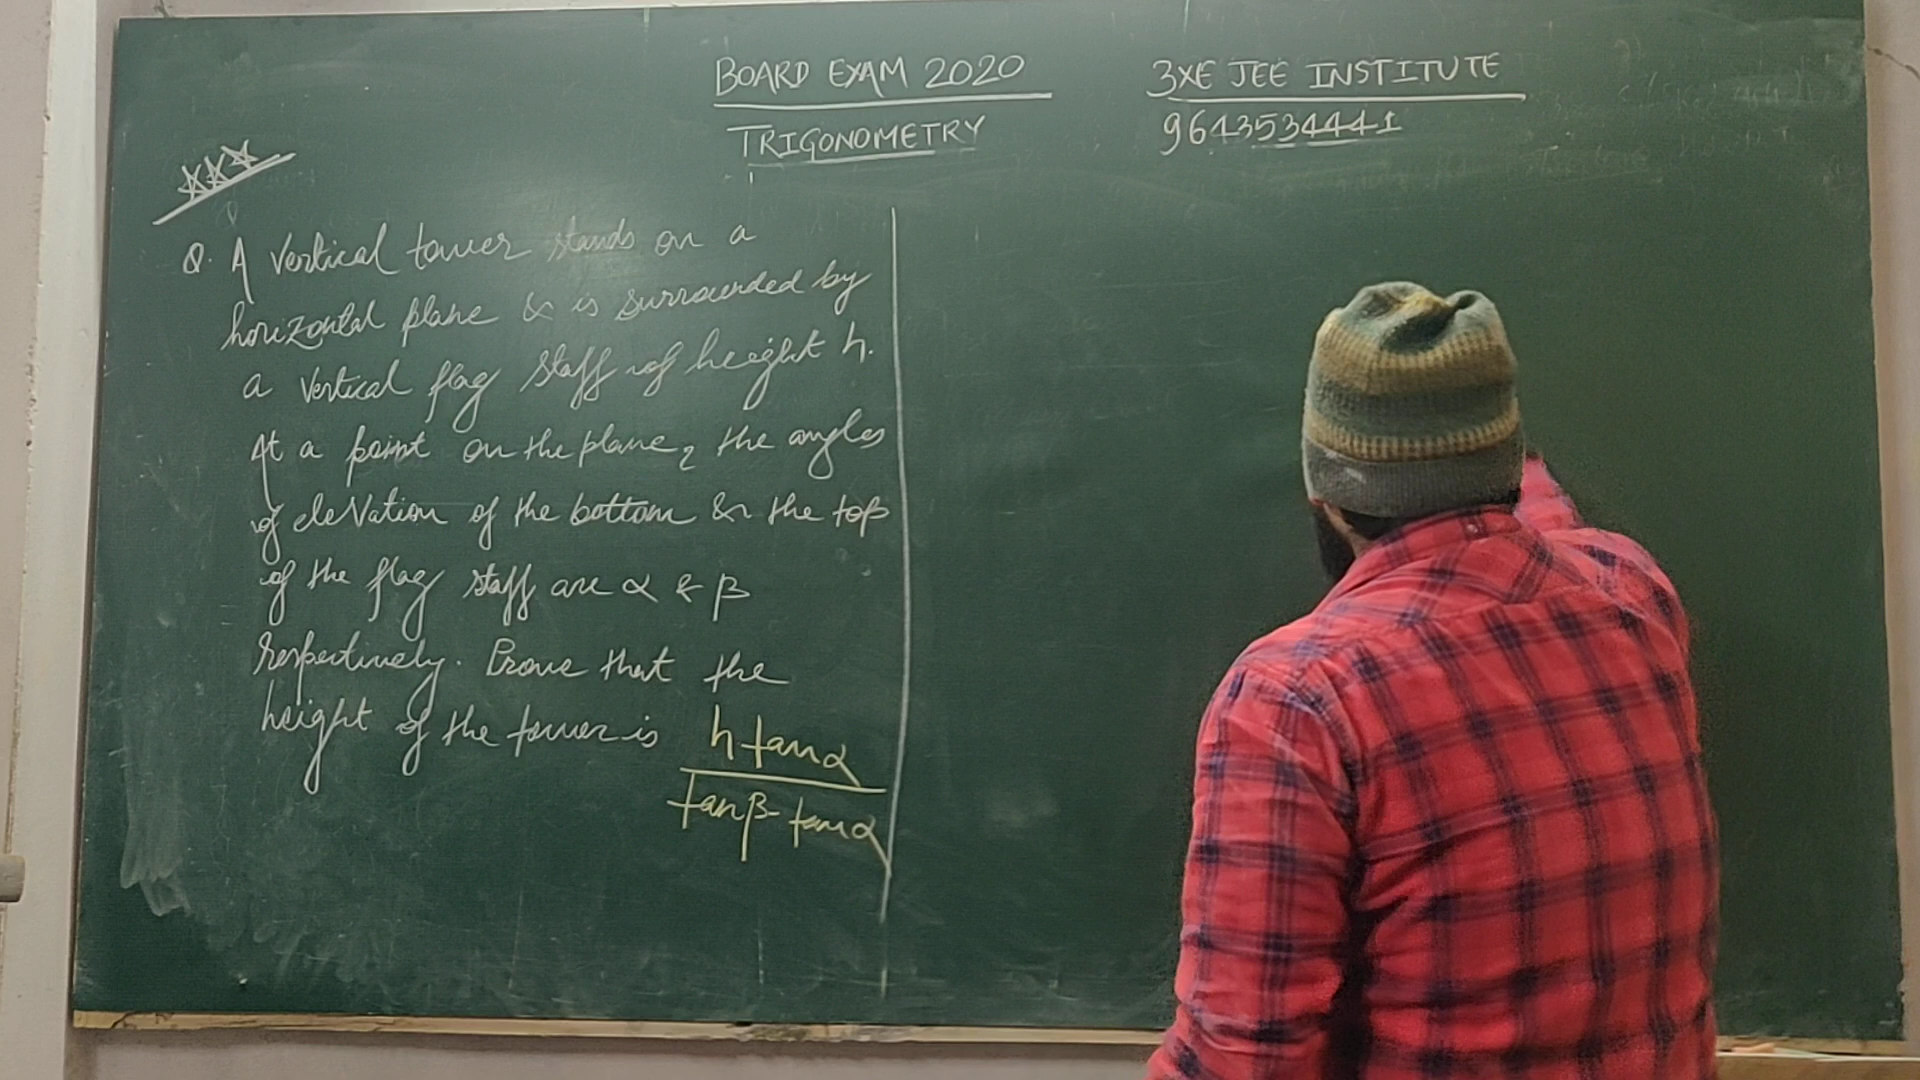 BOARD EXAM 2020
TRIGONOMETRY
3XE JEE INSTITUTE
9643534441
Q. A vertical tower stands on a
horizontal plane & is surrounded by
a vertical flag staff of height h.
At a point on the plane, the angles
of elevation of the bottom & the top
of the flag staff are α & β
respectively. Prove that the
height of the tower is h tanα
tanβ - tanα